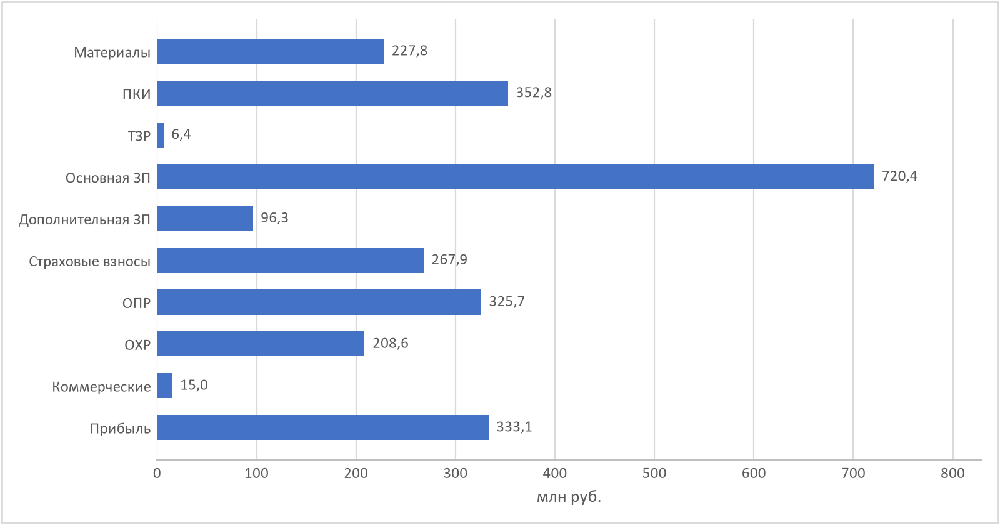 Материалы 227,8
ПКИ 352,8
ТЗР 6,4
Основная ЗП 720,4
Дополнительная ЗП 96,3
Страховые взносы 267,9
ОПР 325,7
ОХР 208,6
Коммерческие 15,0
Прибыль 333,1
0 100 200 300 400 500 600 700 800
млн руб.